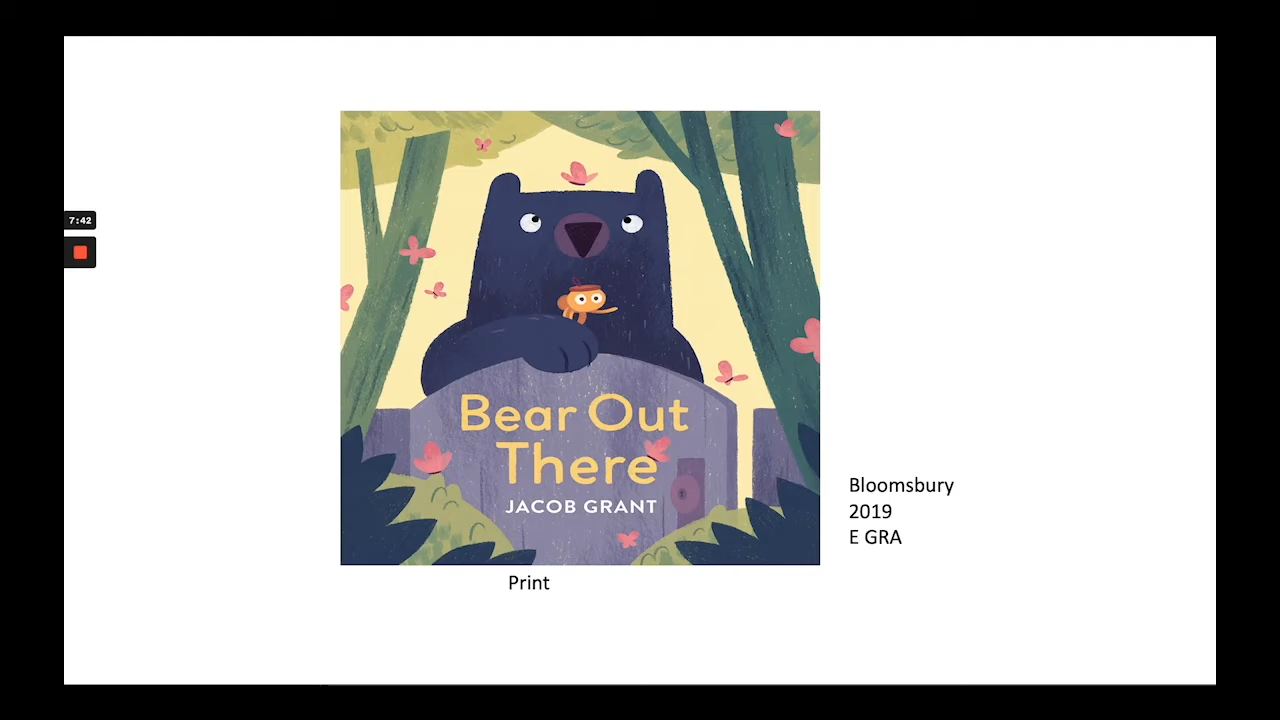 7:42
Bear Out
There
JACOB GRANT
Bloomsbury
2019
E GRA
Print